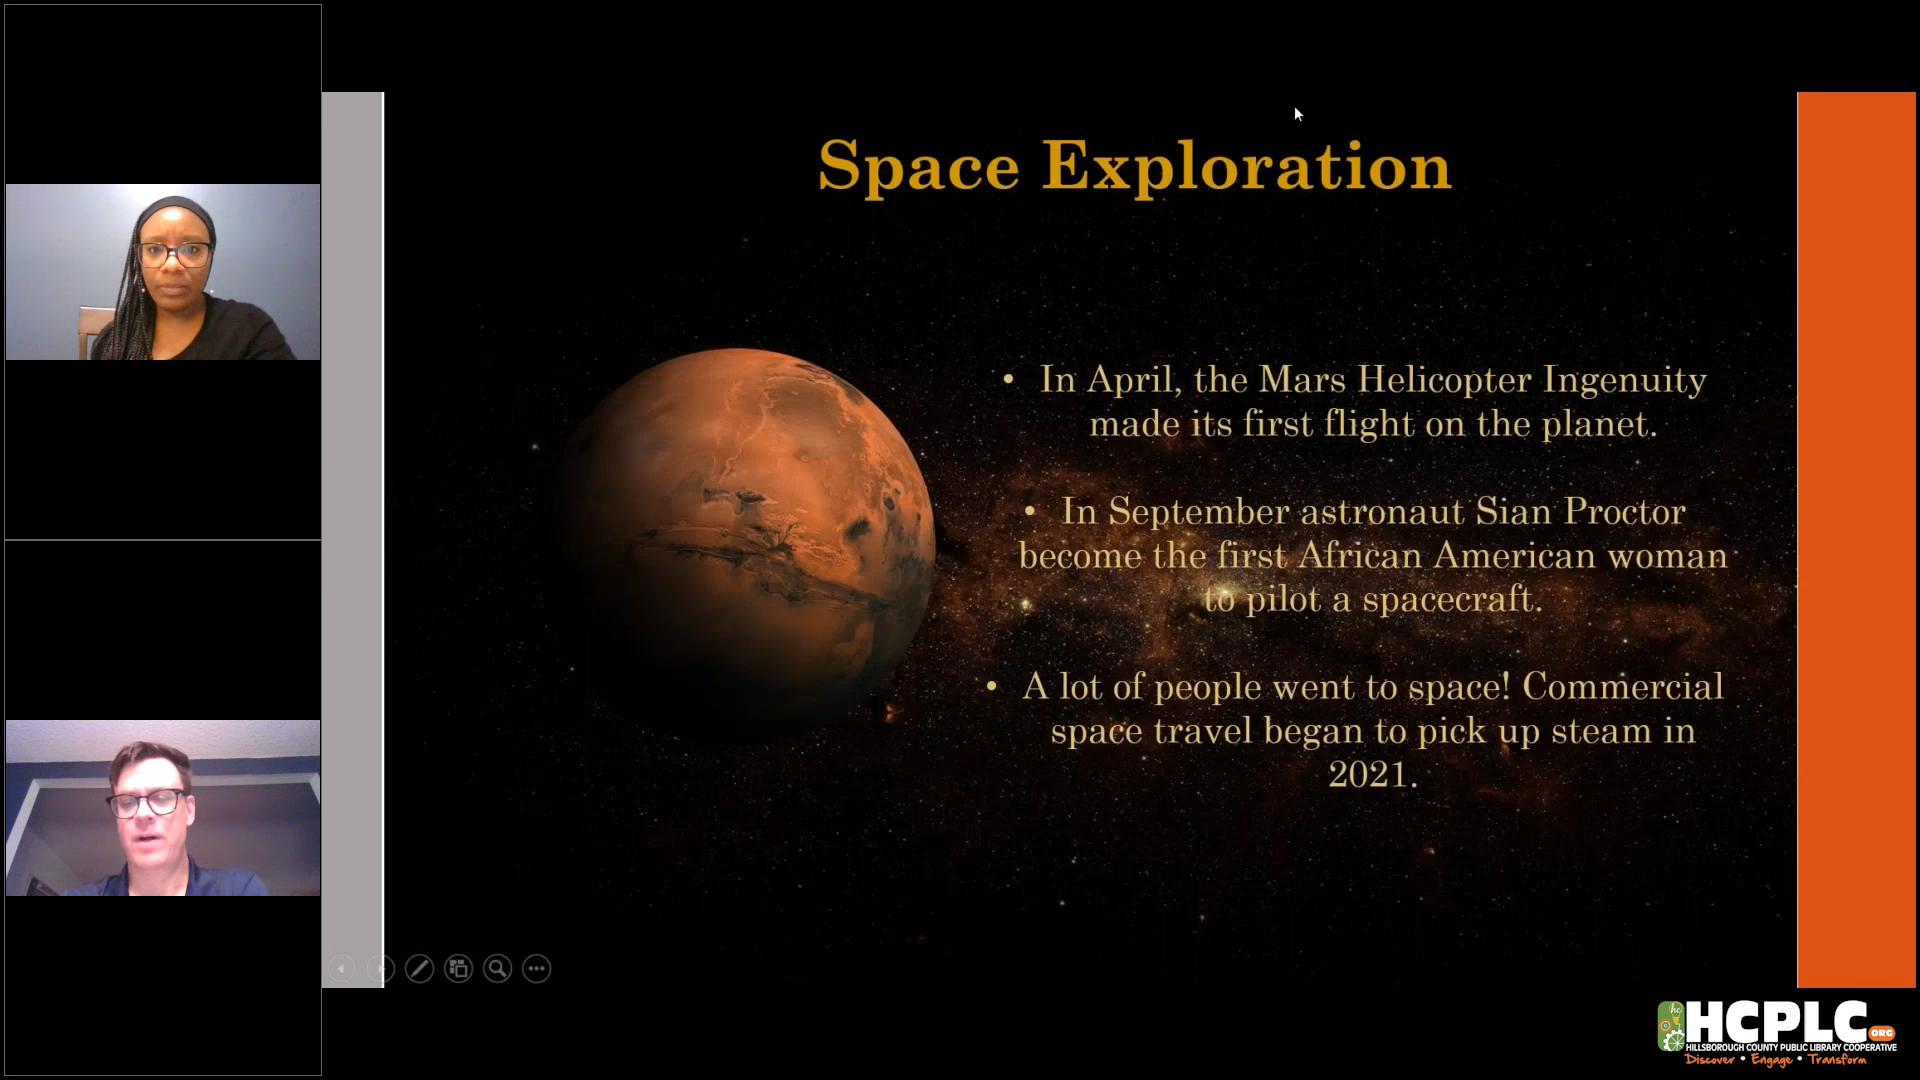 Space Exploration
• In April, the Mars Helicopter Ingenuity
made its first flight on the planet.
• In September astronaut Sian Proctor
become the first African American woman
to pilot a spacecraft.
• A lot of people went to space! Commercial
space travel began to pick up steam in
2021.
hc
HCPLC.ORG
HILLSBOROUGH COUNTY PUBLIC LIBRARY COOPERATIVE
Discover • Engage • Transform